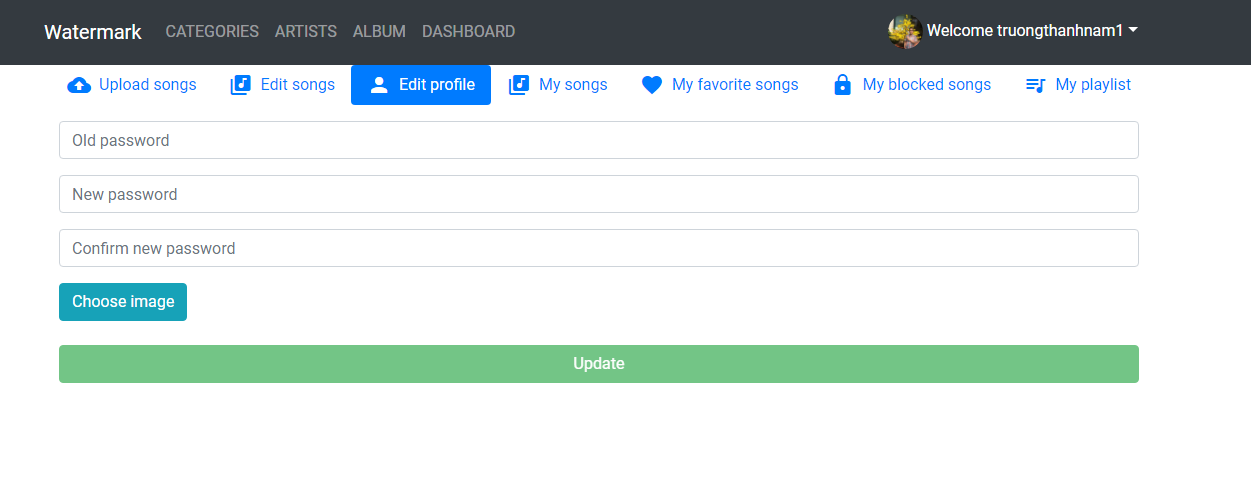 Watermark CATEGORIES ARTISTS ALBUM DASHBOARD Welcome truongthanhnam1
Upload songs Edit songs Edit profile My songs My favorite songs My blocked songs My playlist
Old password
New password
Confirm new password
Choose image
Update